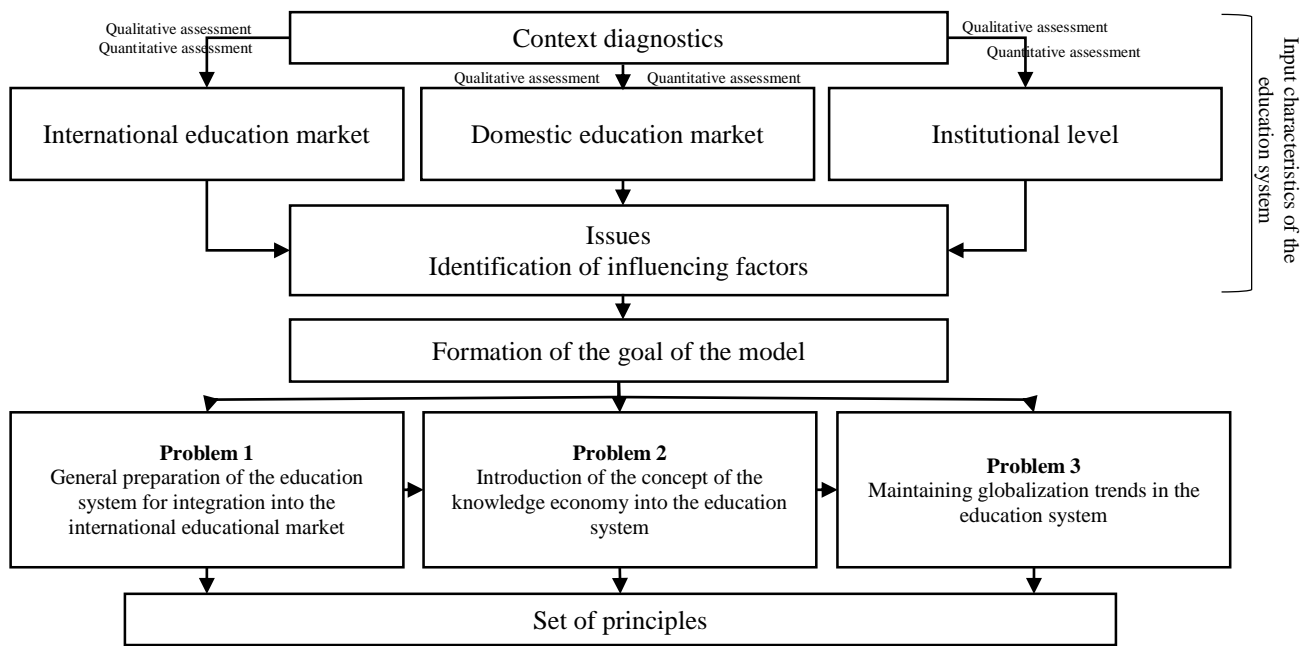 Qualitative assessment
Quantitative assessment
Context diagnostics
Qualitative assessment
Quantitative assessment
Qualitative assessment
Quantitative assessment
International education market
Domestic education market
Institutional level
Issues
Identification of influencing factors
Input characteristics of the
education system
Formation of the goal of the model
Problem 1
General preparation of the education
system for integration into the
international educational market
Problem 2
Introduction of the concept of the
knowledge economy into the education
system
Problem 3
Maintaining globalization trends in the
education system
Set of principles